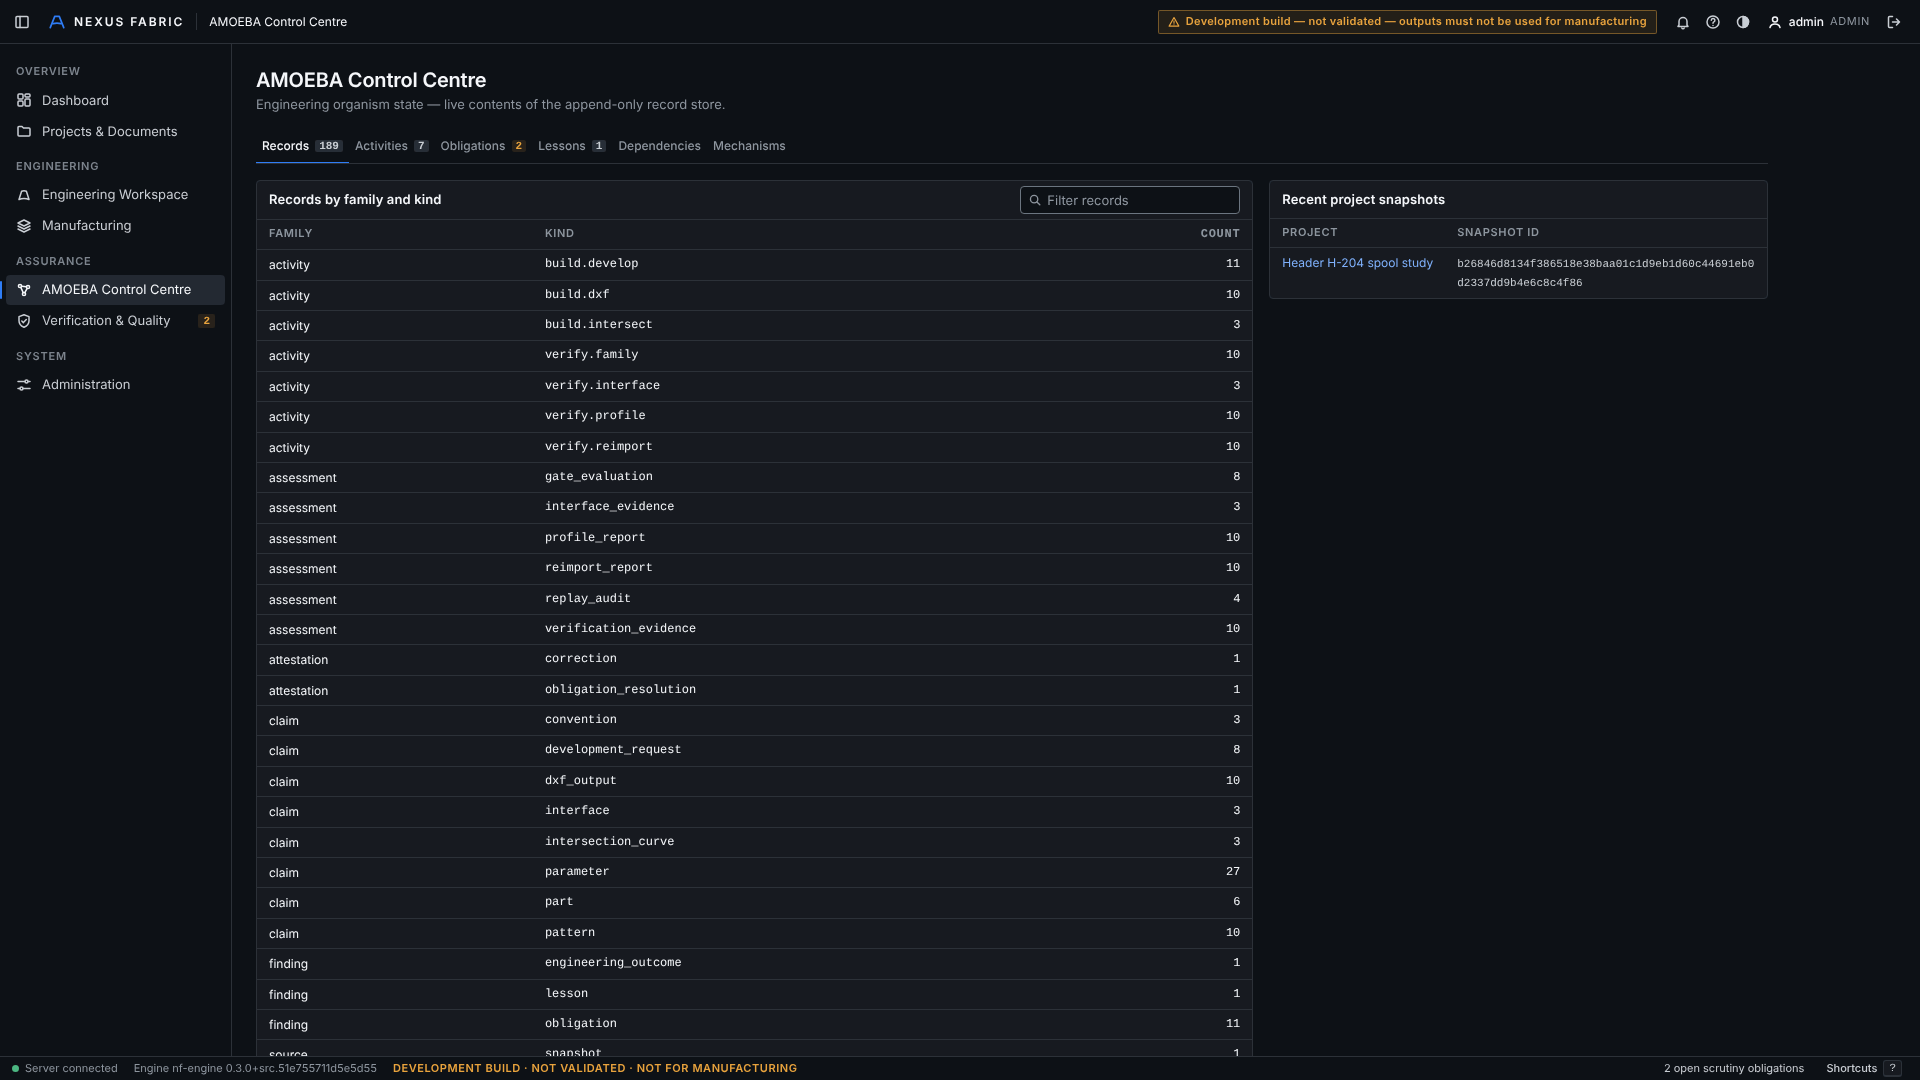 NEXUS FABRIC AMOEBA Control Centre Development build — not validated — outputs must not be used for manufacturing admin ADMIN
OVERVIEW
Dashboard
Projects & Documents
ENGINEERING
Engineering Workspace
Manufacturing
ASSURANCE
AMOEBA Control Centre
Verification & Quality 2
SYSTEM
Administration
AMOEBA Control Centre
Engineering organism state — live contents of the append-only record store.
Records 189 Activities 7 Obligations 2 Lessons 1 Dependencies Mechanisms
Records by family and kind Filter records
FAMILY KIND COUNT
activity build.develop 11
activity build.dxf 10
activity build.intersect 3
activity verify.family 10
activity verify.interface 3
activity verify.profile 10
activity verify.reimport 10
assessment gate_evaluation 8
assessment interface_evidence 3
assessment profile_report 10
assessment reimport_report 10
assessment replay_audit 4
assessment verification_evidence 10
attestation correction 1
attestation obligation_resolution 1
claim convention 3
claim development_request 8
claim dxf_output 10
claim interface 3
claim intersection_curve 3
claim parameter 27
claim part 6
claim pattern 10
finding engineering_outcome 1
finding lesson 1
finding obligation 11
source snapshot 1
Recent project snapshots
PROJECT SNAPSHOT ID
Header H-204 spool study b26846d8134f386518e38baa01c1d9eb1d60c44691eb0
d2337dd9b4e6c8c4f86
Server connected Engine nf-engine 0.3.0+src.51e755711d5e5d55 DEVELOPMENT BUILD · NOT VALIDATED · NOT FOR MANUFACTURING 2 open scrutiny obligations Shortcuts ?